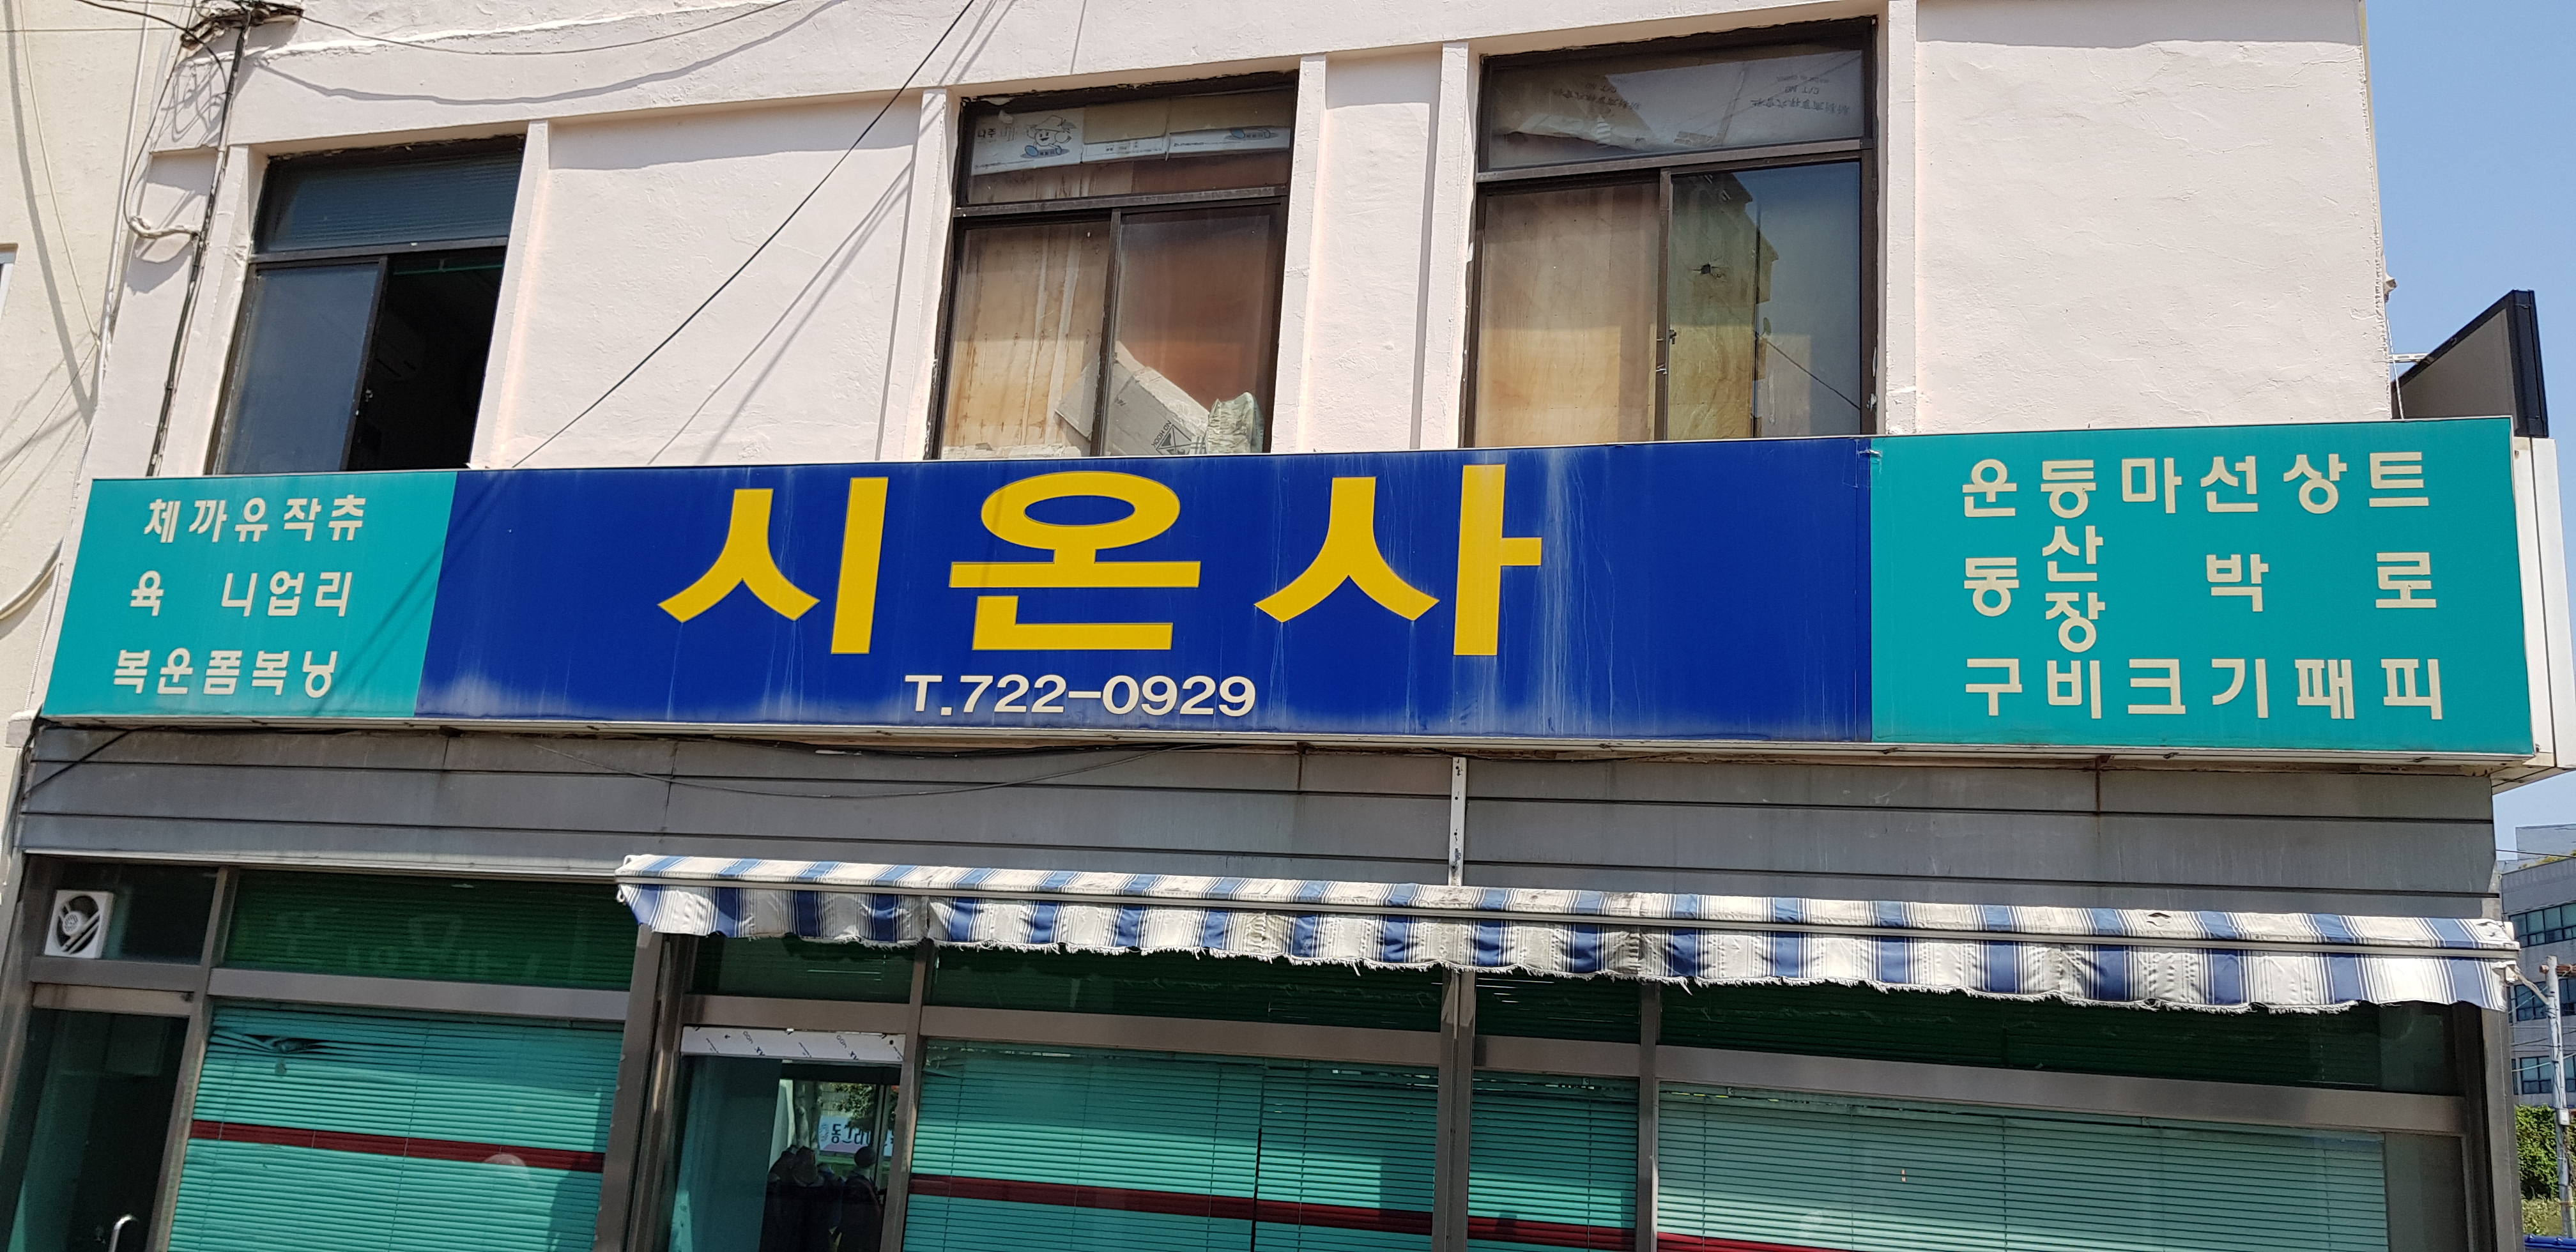 체육복
까운
유니폼
작업복
츄리닝
시온사
T.722-0929
운동구
등산장비
마크
선박기
상패
트로피